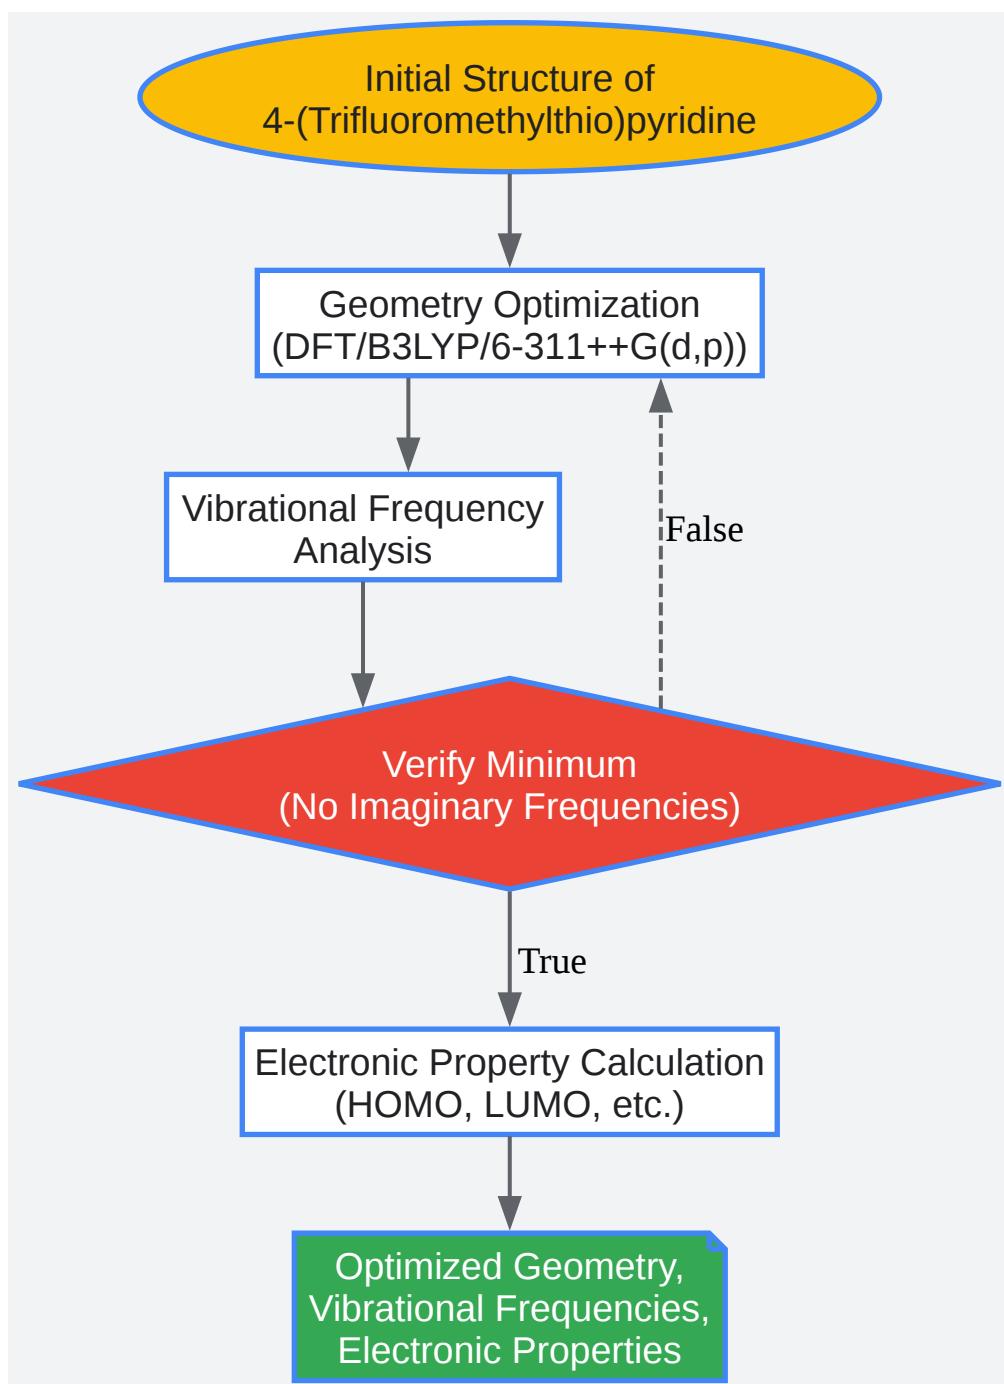 Initial Structure of
4-(Trifluoromethylthio)pyridine
Geometry Optimization
(DFT/B3LYP/6-311++G(d,p))
Vibrational Frequency
Analysis
False
Verify Minimum
(No Imaginary Frequencies)
True
Electronic Property Calculation
(HOMO, LUMO, etc.)
Optimized Geometry,
Vibrational Frequencies,
Electronic Properties